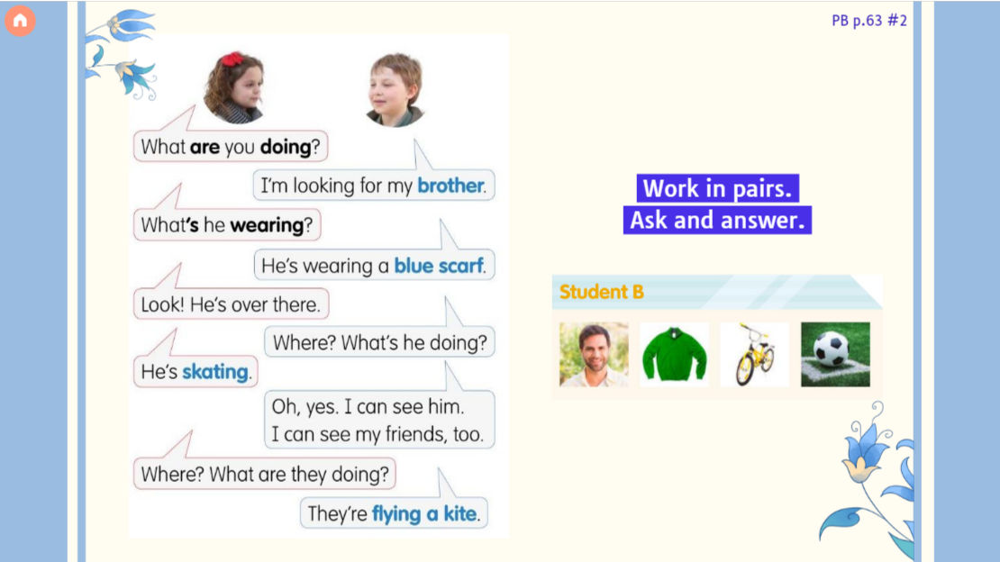 PB p.63 #2
What are you doing?
I'm looking for my brother.
What's he wearing?
He's wearing a blue scarf.
Look! He's over there.
Where? What's he doing?
He's skating.
Oh, yes. I can see him.
I can see my friends, too.
Where? What are they doing?
They're flying a kite.
Work in pairs.
Ask and answer.
Student B